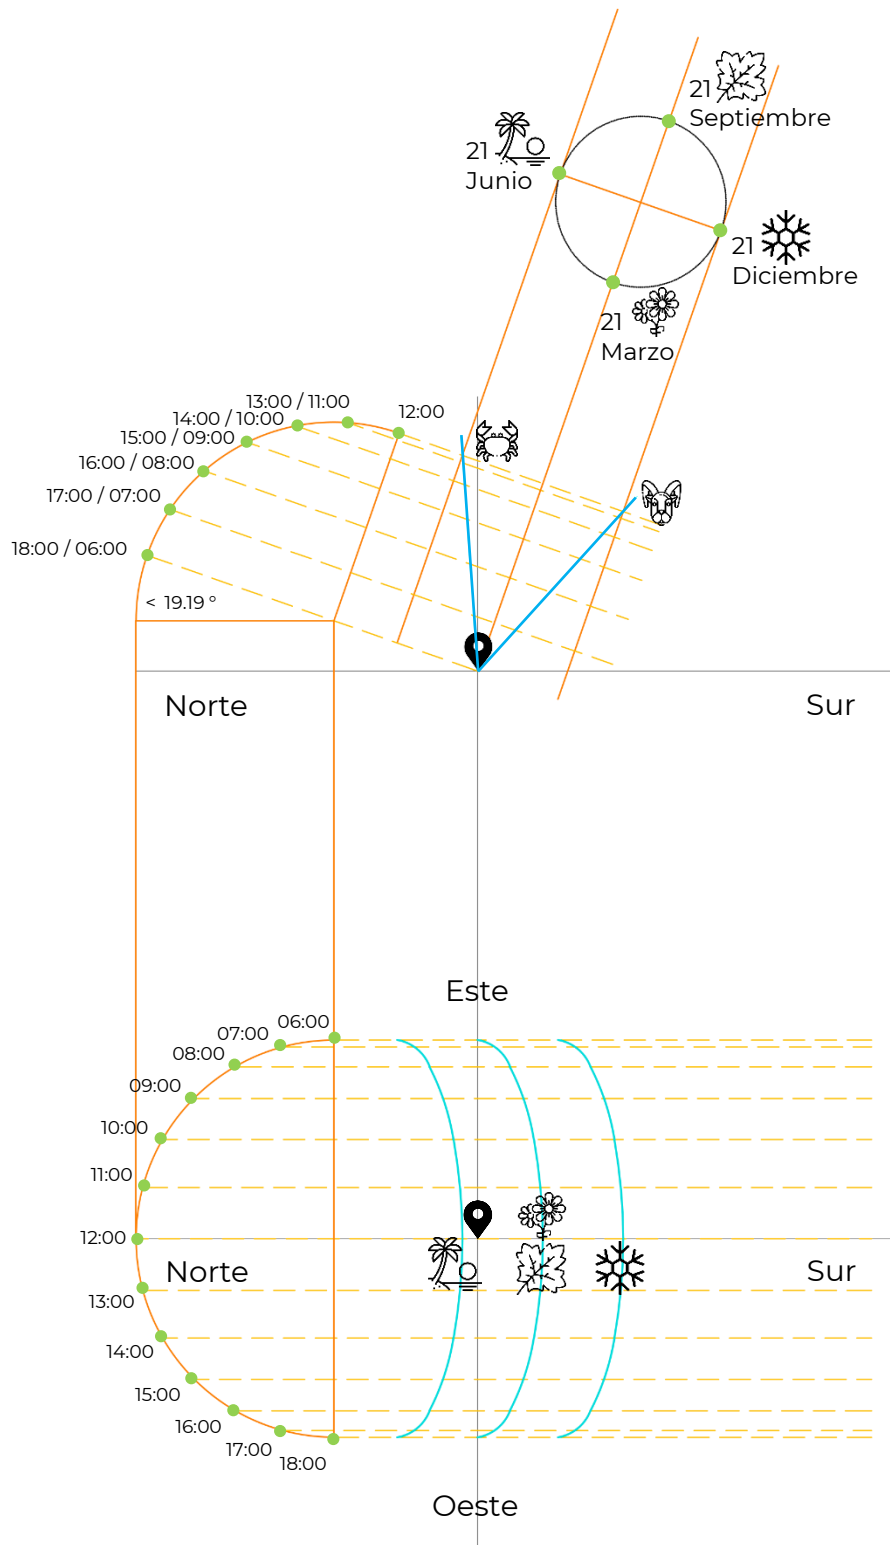 21
Septiembre
21
Junio
21
Diciembre
21
Marzo
13:00 / 11:00
12:00
14:00 / 10:00
15:00 / 09:00
16:00 / 08:00
17:00 / 07:00
18:00 / 06:00
< 19.19 º
Norte
Sur
Este
06:00
07:00
08:00
09:00
10:00
11:00
12:00
Norte
Sur
13:00
14:00
15:00
16:00
17:00
18:00
Oeste